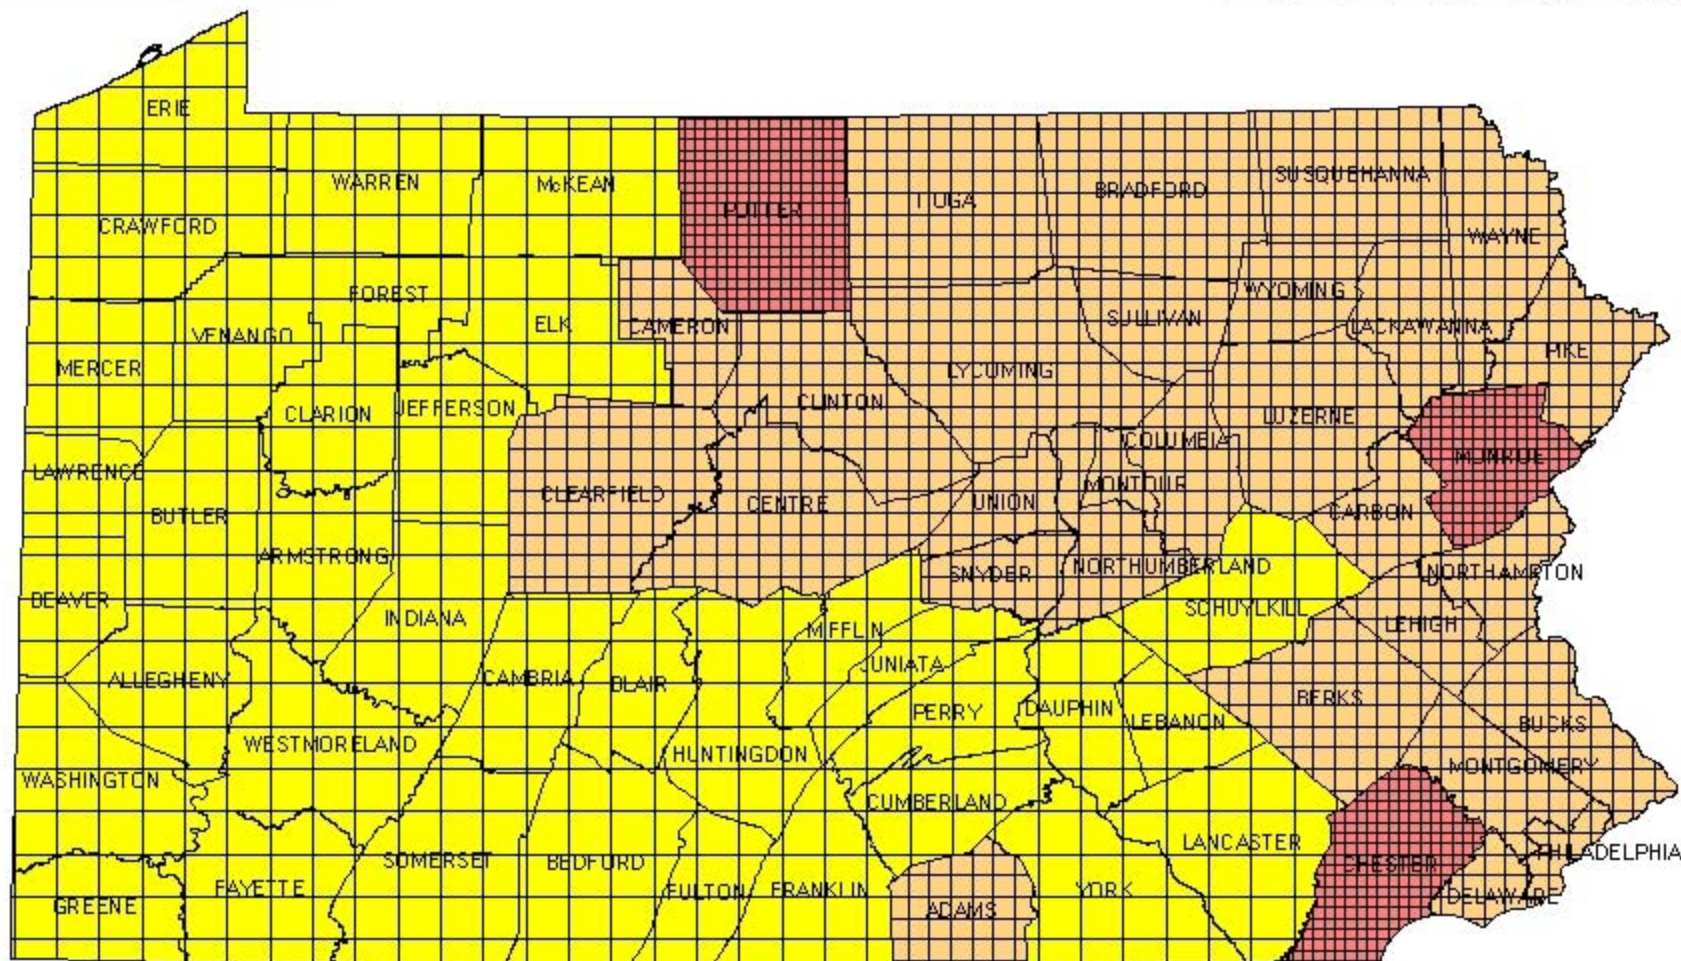 ERIE
WARREN
McKEAN
POTTER
TIOGA
BRADFORD
SUSQUEHANNA
CRAWFORD
WAYNE
FOREST
WYOMING
VENANGO
ELK
CAMERON
SULLIVAN
LACKAWANNA
PIKE
MERCER
LYCOMING
CLARION
JEFFERSON
CLINTON
LUZERNE
COLUMBIA
MONROE
LAWRENCE
CLEARFIELD
CENTRE
UNION
MONTOUR
CARBON
BUTLER
ARMSTRONG
SNYDER
NORTHUMBERLAND
NORTHAMPTON
BEAVER
INDIANA
MIFFLIN
SCHUYLKILL
LEHIGH
ALLEGHENY
CAMBRIA
BLAIR
JUNIATA
PERRY
DAUPHIN
LEBANON
BERKS
BUCKS
WESTMORELAND
HUNTINGDON
WASHINGTON
CUMBERLAND
MONTGOMERY
SOMERSET
BEDFORD
LANCASTER
CHESTER
PHILADELPHIA
GREENE
FAYETTE
FULTON
FRANKLIN
ADAMS
YORK
DELAWARE